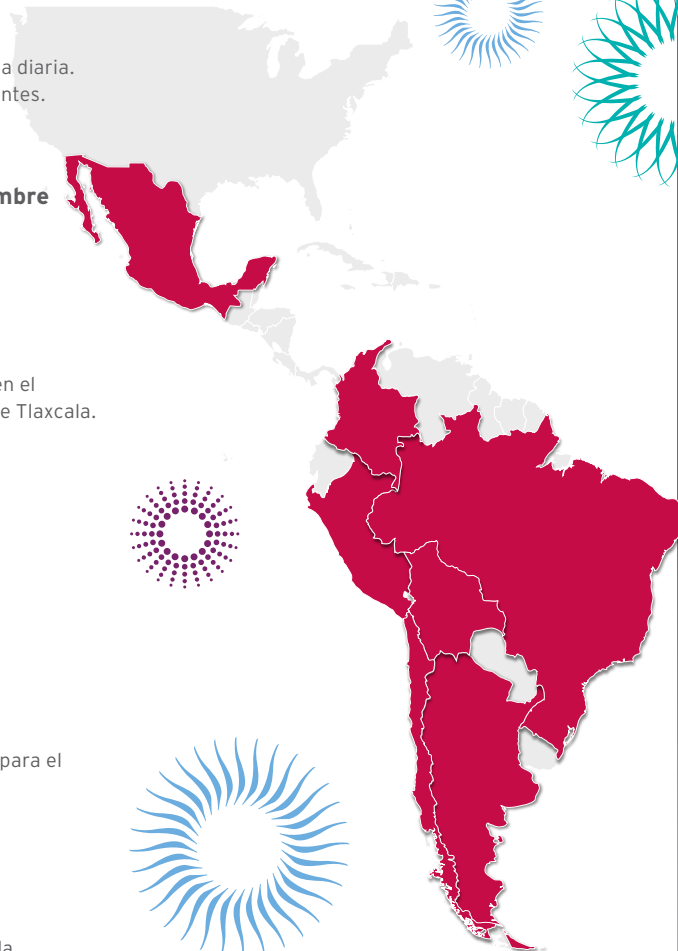 a diaria.
ntes.
mbre
en el
e Tlaxcala.
para el